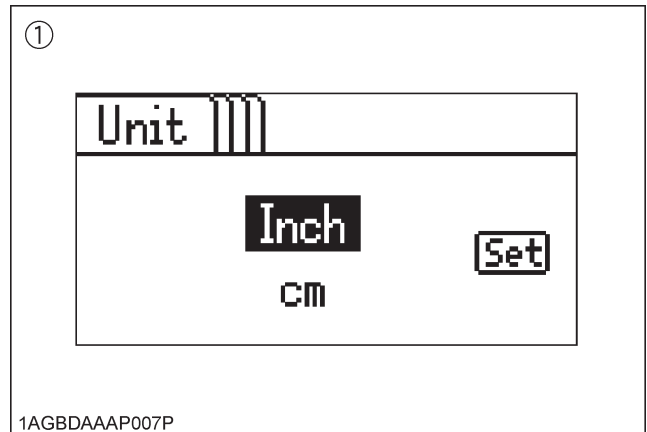 ①
Unit
Inch
Set
cm
1AGBDAAAP007P